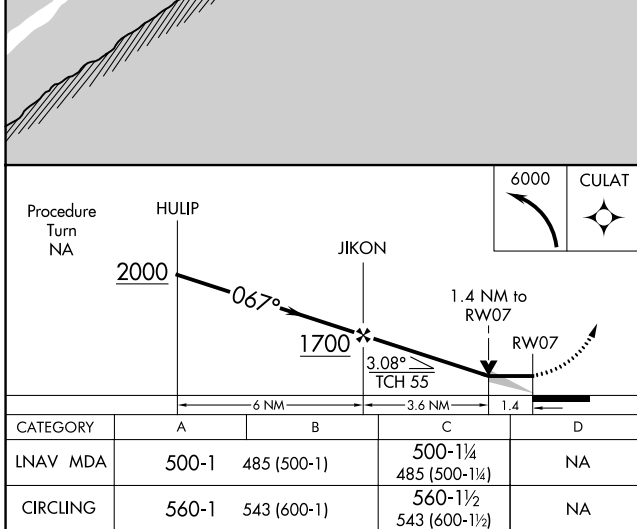 6000 CULAT
Procedure
Turn
NA
HULIP
JIKON
2000
067°
1.4 NM to
RW07
RW07
1700
3.08°
TCH 55
6 NM 3.6 NM 1.4
CATEGORY A B C D
LNAV MDA 500-1 485 (500-1) 500-1¼ 485 (500-1¼) NA
CIRCLING 560-1 543 (600-1) 560-1½ 543 (600-1½) NA